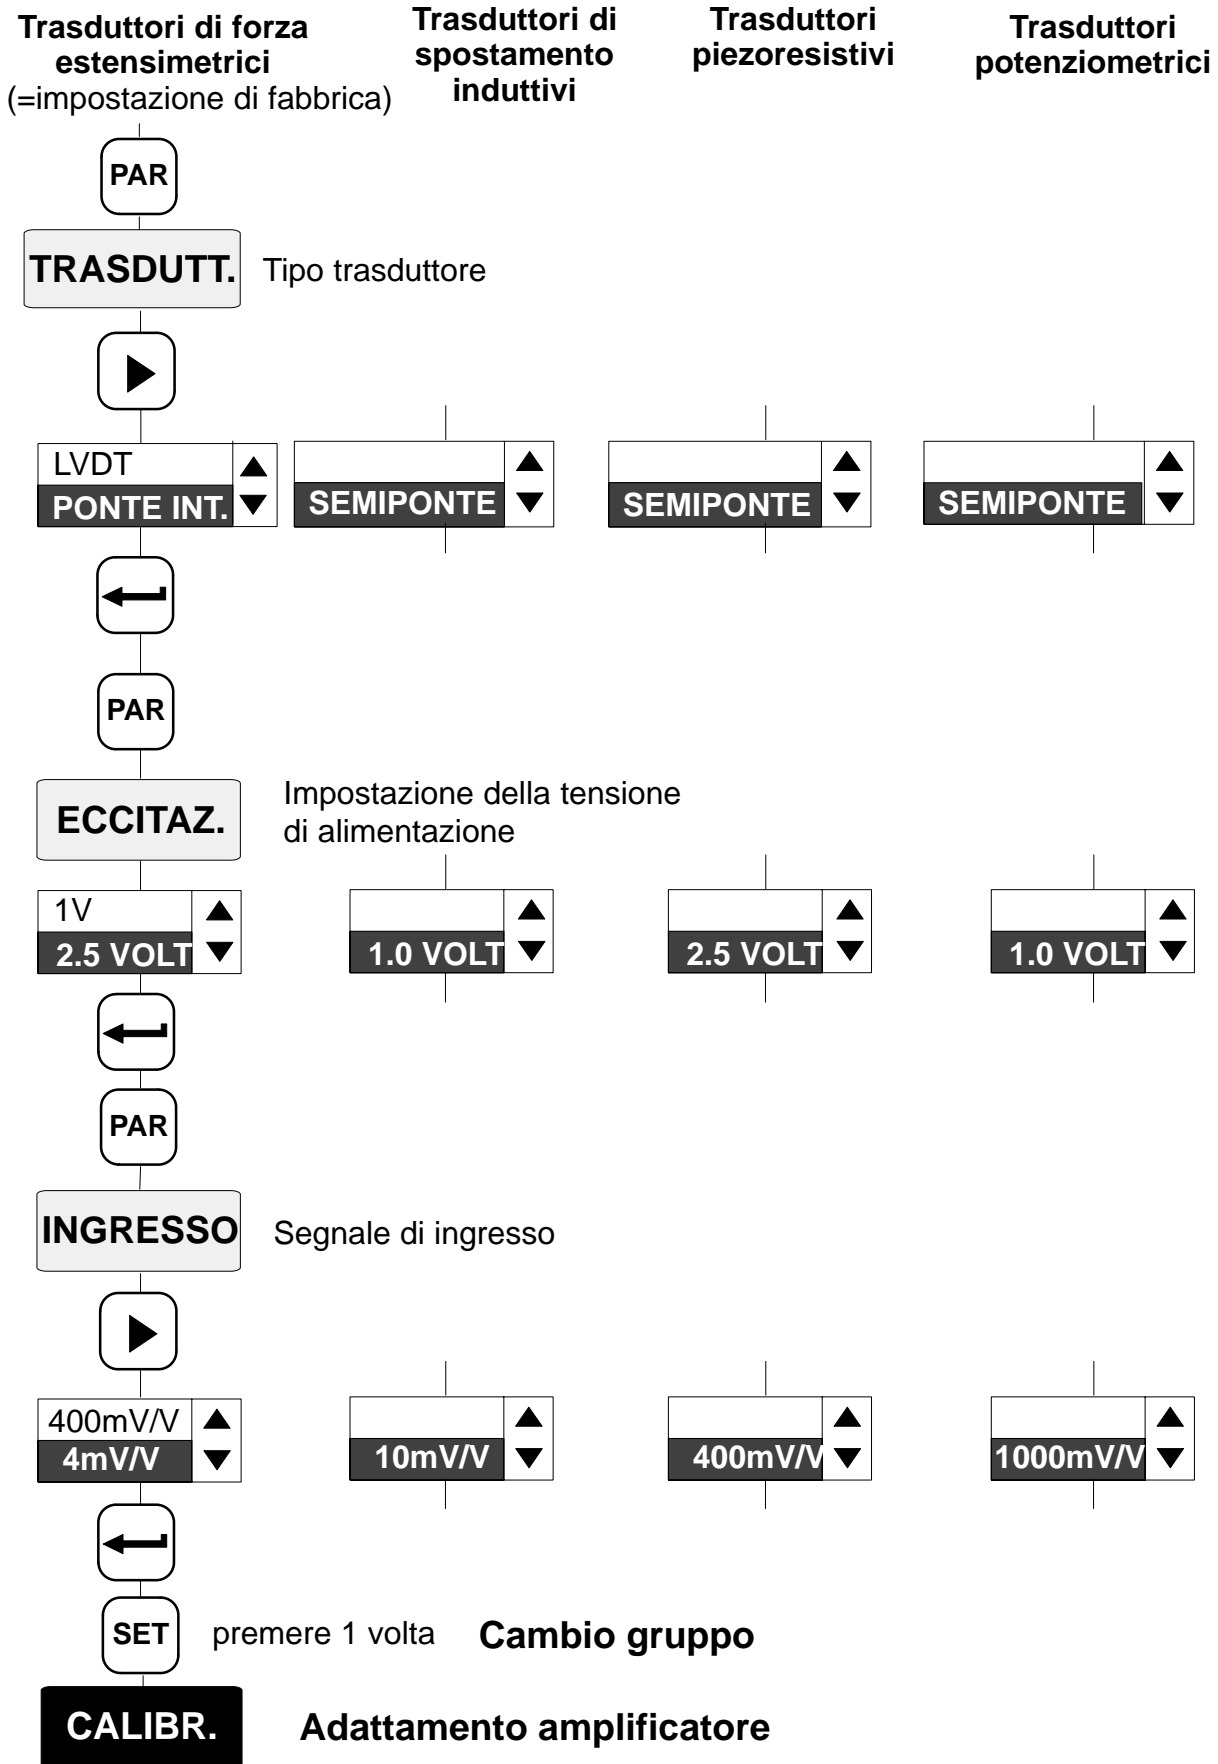 Trasduttori di forza
estensimetrici
(=impostazione di fabbrica)
Trasduttori di
spostamento
induttivi
Trasduttori
piezoresistivi
Trasduttori
potenziometrici
PAR
TRASDUTT.
Tipo trasduttore
LVDT
PONTE INT.
SEMIPONTE
SEMIPONTE
SEMIPONTE
PAR
ECCITAZ.
Impostazione della tensione
di alimentazione
1V
2.5 VOLT
1.0 VOLT
2.5 VOLT
1.0 VOLT
PAR
INGRESSO
Segnale di ingresso
400mV/V
4mV/V
10mV/V
400mV/V
1000mV/V
SET
premere 1 volta
Cambio gruppo
CALIBR.
Adattamento amplificatore